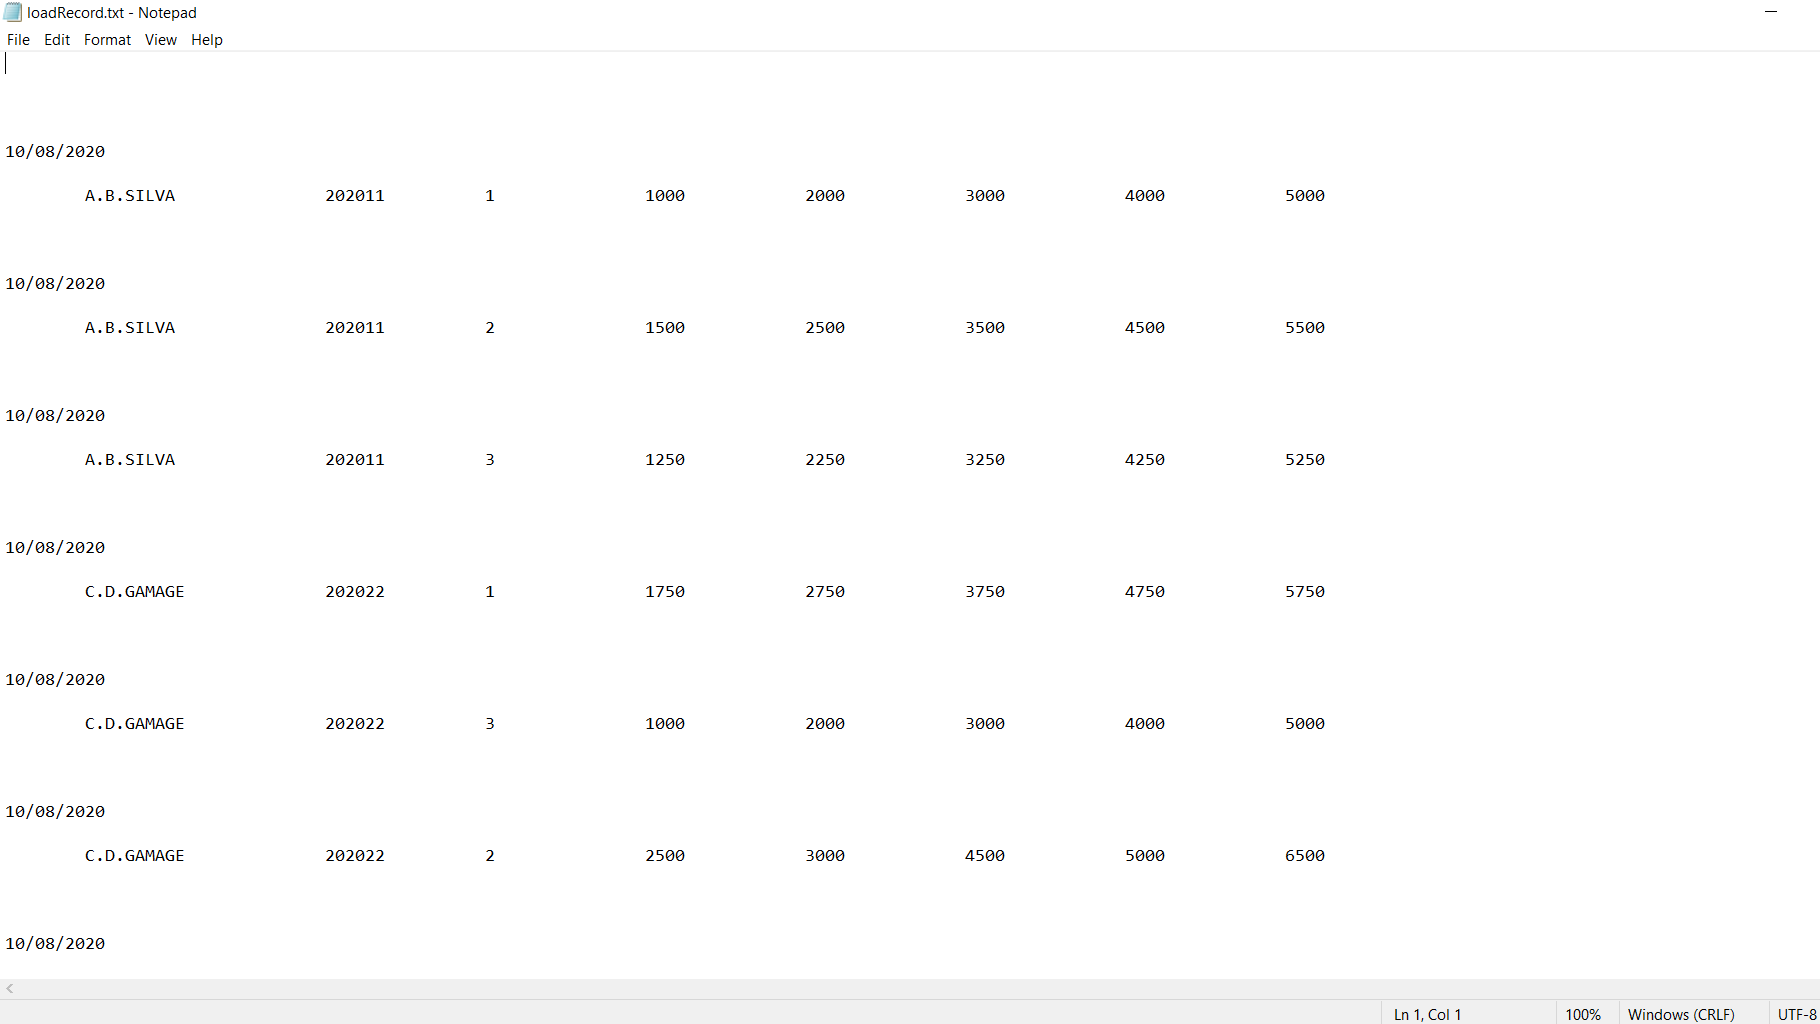 loadRecord.txt - Notepad
File Edit Format View Help
10/08/2020
A.B.SILVA 202011 1 1000 2000 3000 4000 5000
10/08/2020
A.B.SILVA 202011 2 1500 2500 3500 4500 5500
10/08/2020
A.B.SILVA 202011 3 1250 2250 3250 4250 5250
10/08/2020
C.D.GAMAGE 202022 1 1750 2750 3750 4750 5750
10/08/2020
C.D.GAMAGE 202022 3 1000 2000 3000 4000 5000
10/08/2020
C.D.GAMAGE 202022 2 2500 3000 4500 5000 6500
10/08/2020
Ln 1, Col 1 100% Windows (CRLF) UTF-8